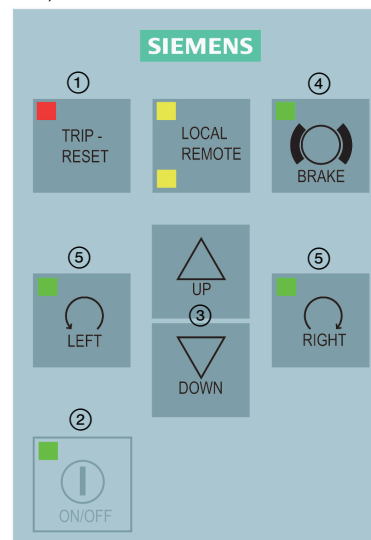 SIEMENS
1
TRIP -
RESET
LOCAL
REMOTE
4
BRAKE
5
LEFT
UP
3
DOWN
5
RIGHT
2
ON/OFF